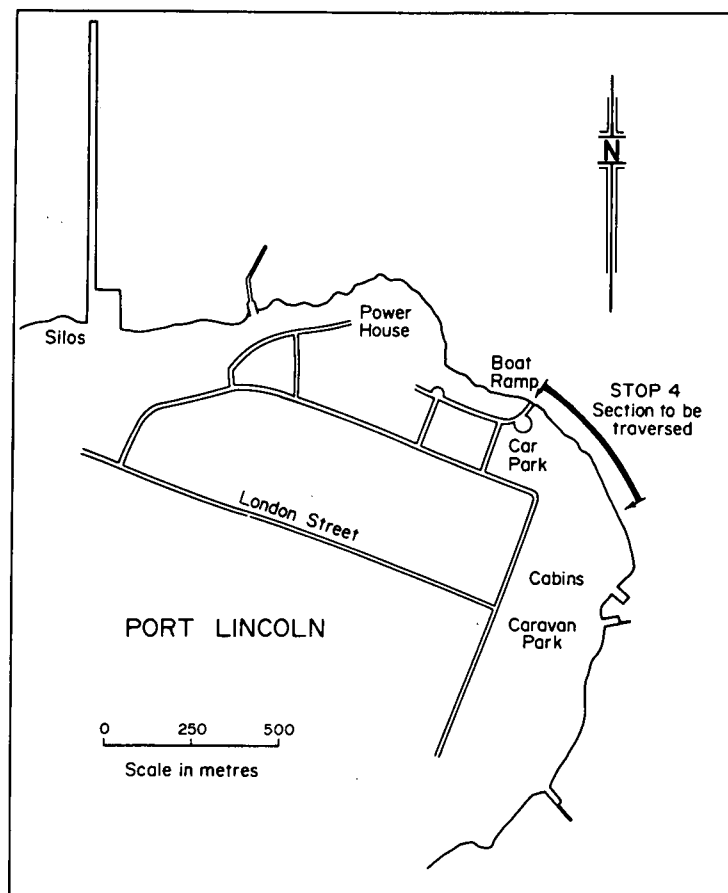 N
Silos
Power
House
Boat
Ramp
STOP 4
Section to be
traversed
Car
Park
London Street
Cabins
PORT LINCOLN
Caravan
Park
0 250 500
Scale in metres